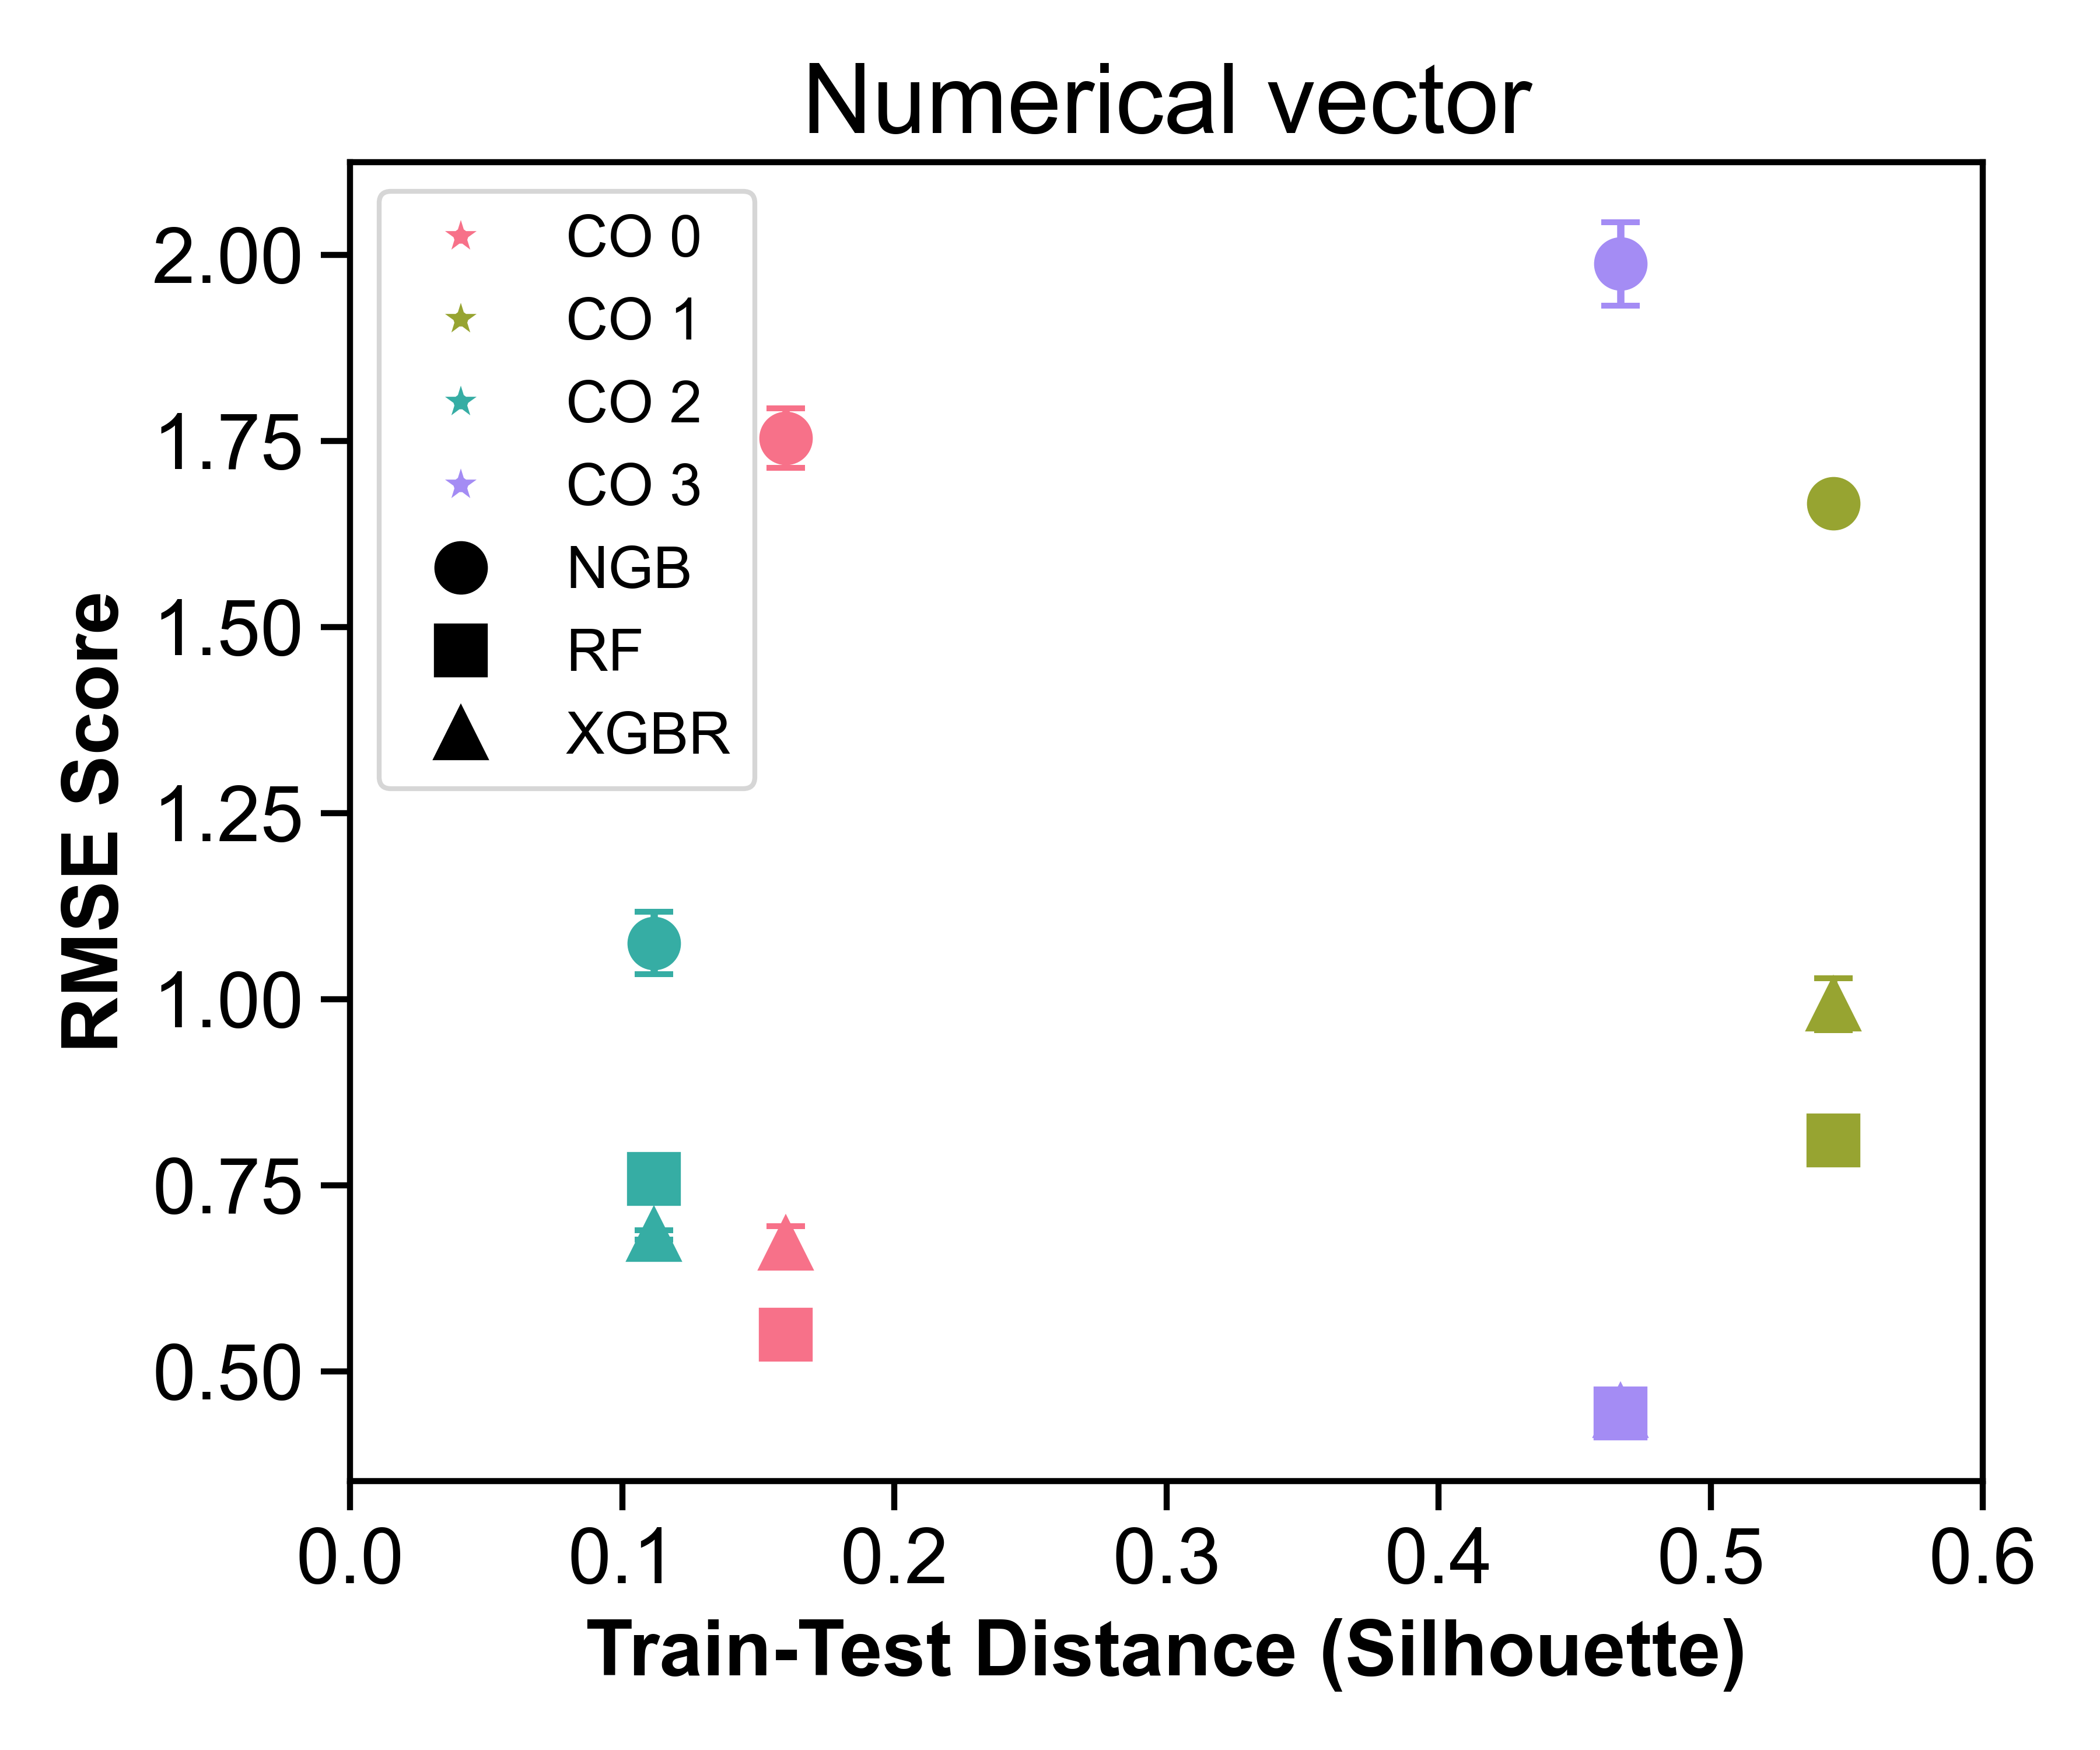 Numerical vector
CO 0
CO 1
CO 2
CO 3
NGB
RF
XGBR
RMSE Score
2.00
1.75
1.50
1.25
1.00
0.75
0.50
0.0 0.1 0.2 0.3 0.4 0.5 0.6
Train-Test Distance (Silhouette)